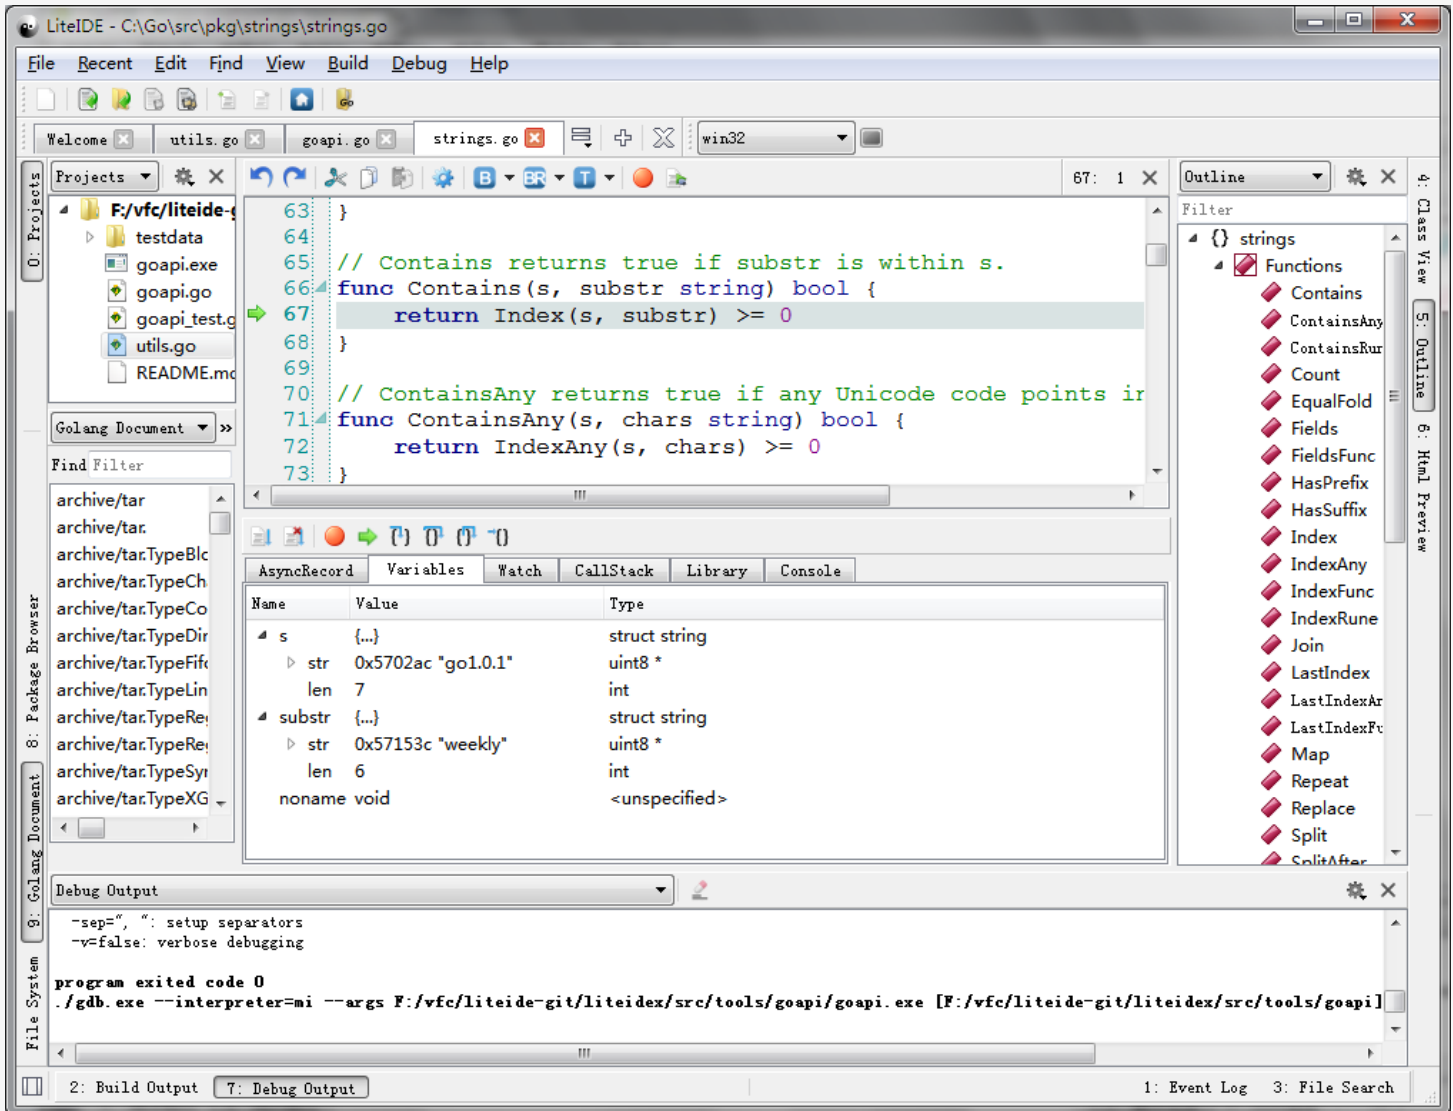 LiteIDE - C:\Go\src\pkg\strings\strings.go
File Recent Edit Find View Build Debug Help
Go
Welcome utils.go goapi.go strings.go win32
0: Projects
8: Package Browser
9: Golang Document
File System
Projects
F:/vfc/liteide-g
testdata
goapi.exe
goapi.go
goapi_test.g
utils.go
README.md
Golang Document »
Find Filter
archive/tar
archive/tar.
archive/tar.TypeBlc
archive/tar.TypeCh
archive/tar.TypeCo
archive/tar.TypeDir
archive/tar.TypeFifo
archive/tar.TypeLin
archive/tar.TypeReg
archive/tar.TypeReg
archive/tar.TypeSyr
archive/tar.TypeXG
B BR T 67: 1
63 }
64
65 // Contains returns true if substr is within s.
66 func Contains(s, substr string) bool {
67 return Index(s, substr) >= 0
68 }
69
70 // ContainsAny returns true if any Unicode code points in
71 func ContainsAny(s, chars string) bool {
72 return IndexAny(s, chars) >= 0
73 }
AsyncRecord Variables Watch CallStack Library Console
Name Value Type
s {...} struct string
str 0x5702ac "go1.0.1" uint8 *
len 7 int
substr {...} struct string
str 0x57153c "weekly" uint8 *
len 6 int
noname void <unspecified>
Outline
Filter
{} strings
Functions
Contains
ContainsAny
ContainsRur
Count
EqualFold
Fields
FieldsFunc
HasPrefix
HasSuffix
Index
IndexAny
IndexFunc
IndexRune
Join
LastIndex
LastIndexAr
LastIndexFu
Map
Repeat
Replace
Split
SplitAfter
4: Class View
5: Outline
6: Html Preview
Debug Output
-sep=", ": setup separators
-v=false: verbose debugging
program exited code 0
./gdb.exe --interpreter=mi --args F:/vfc/liteide-git/liteidex/src/tools/goapi/goapi.exe [F:/vfc/liteide-git/liteidex/src/tools/goapi]
2: Build Output 7: Debug Output 1: Event Log 3: File Search